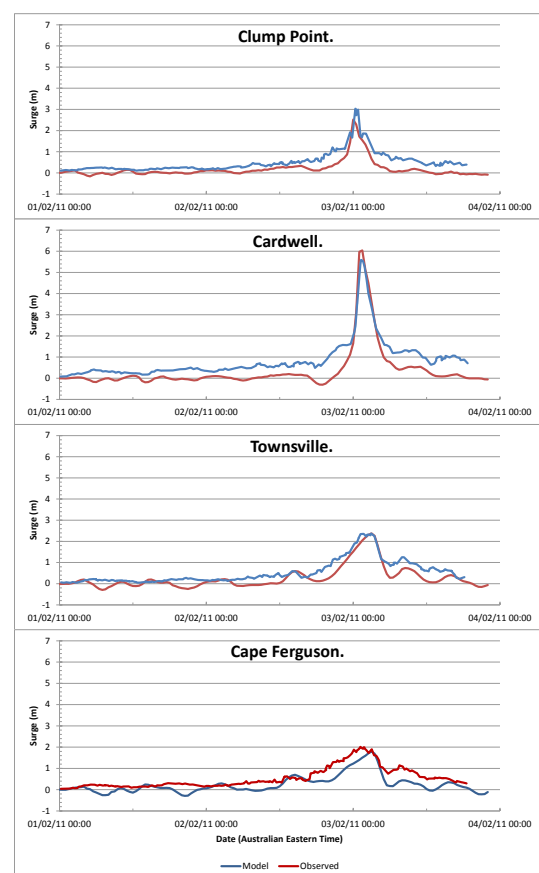 Clump Point.
7
6
5
4
3
2
1
0
-1
Surge (m)
01/02/11 00:00 02/02/11 00:00 03/02/11 00:00 04/02/11 00:00
Cardwell.
7
6
5
4
3
2
1
0
-1
Surge (m)
01/02/11 00:00 02/02/11 00:00 03/02/11 00:00 04/02/11 00:00
Townsville.
7
6
5
4
3
2
1
0
-1
Surge (m)
01/02/11 00:00 02/02/11 00:00 03/02/11 00:00 04/02/11 00:00
Cape Ferguson.
7
6
5
4
3
2
1
0
-1
Surge (m)
01/02/11 00:00 02/02/11 00:00 03/02/11 00:00 04/02/11 00:00
Date (Australian Eastern Time)
Model Observed